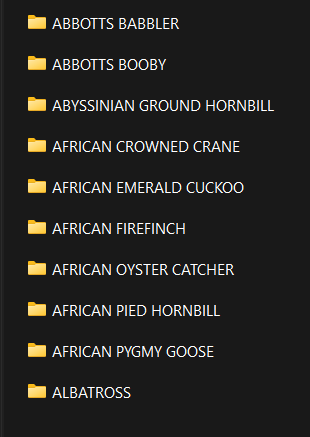 ABBOTTS BABBLER
ABBOTTS BOOBY
ABYSSINIAN GROUND HORNBILL
AFRICAN CROWNED CRANE
AFRICAN EMERALD CUCKOO
AFRICAN FIREFINCH
AFRICAN OYSTER CATCHER
AFRICAN PIED HORNBILL
AFRICAN PYGMY GOOSE
ALBATROSS